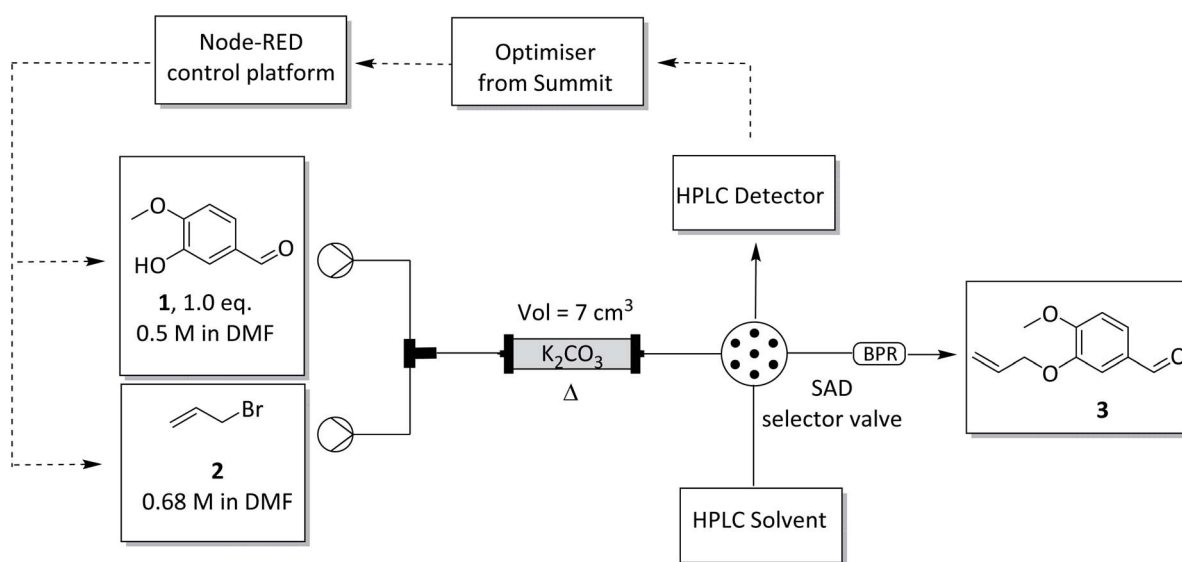 Node-RED
control platform
Optimiser
from Summit
HPLC Detector
O
HO
O
1, 1.0 eq.
0.5 M in DMF
Br
2
0.68 M in DMF
Vol = 7 cm³
K₂CO₃
Δ
BPR
SAD
selector valve
HPLC Solvent
O
O
O
3